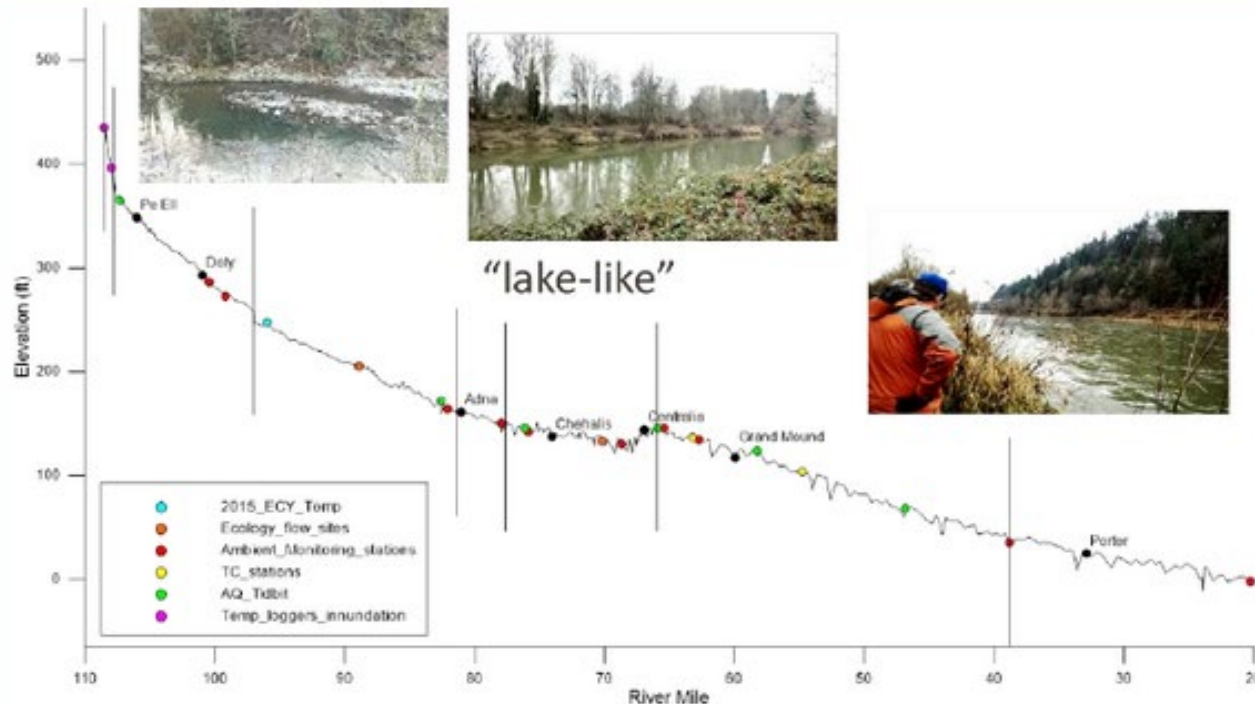 500
400
300
200
100
0
Elevation (ft)
Pe Ell
Doty
"lake-like"
Adna
Chehalis
Centralia
Grand Mound
Porter
2015_ECY_Temp
Ecology_flow_sites
Ambient_Monitoring_stations
TC_stations
AQ_Tidbit
Temp_loggers_innundation
110 100 90 80 70 60 50 40 30 20
River Mile